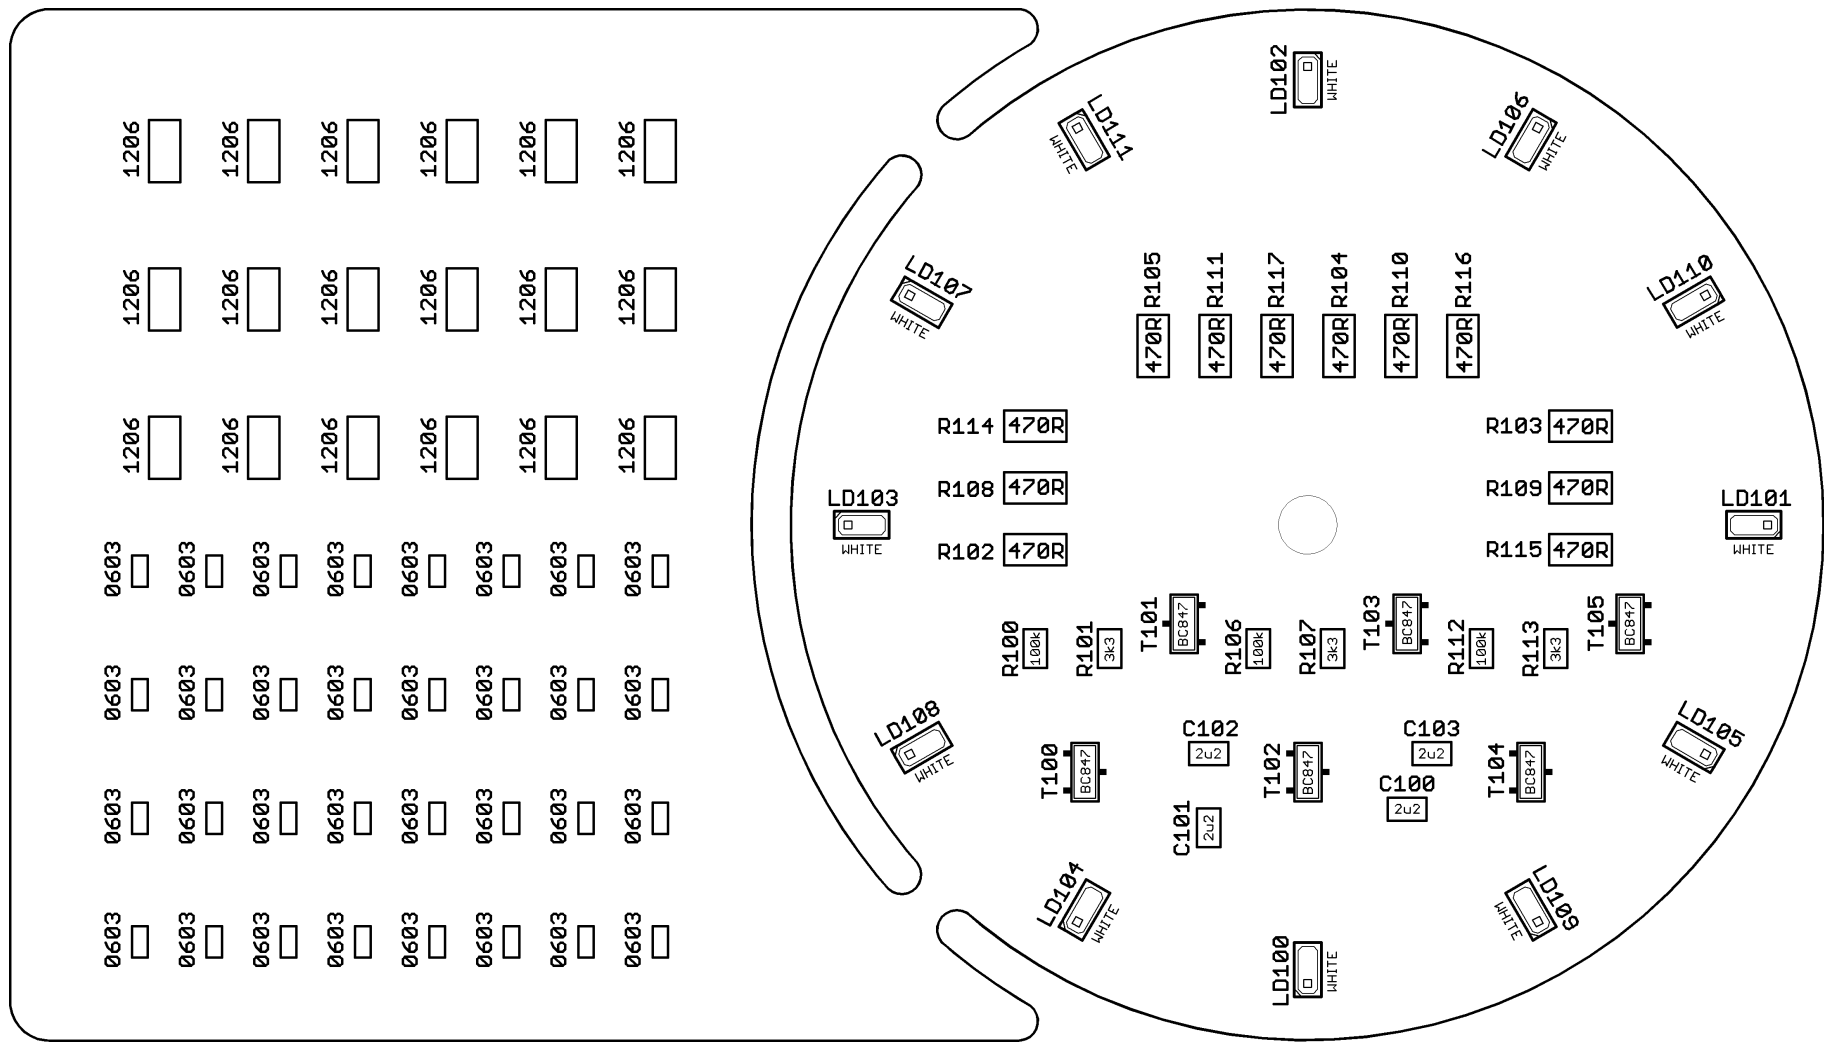 1206 1206 1206 1206 1206 1206
1206 1206 1206 1206 1206 1206
1206 1206 1206 1206 1206 1206
0603 0603 0603 0603 0603 0603 0603 0603
0603 0603 0603 0603 0603 0603 0603 0603
0603 0603 0603 0603 0603 0603 0603 0603
0603 0603 0603 0603 0603 0603 0603 0603
LD102
WHITE
LD111
WHITE
LD106
WHITE
LD107
WHITE
LD110
WHITE
R105 R111 R117 R104 R110 R116
470R 470R 470R 470R 470R 470R
R114 470R
R103 470R
R108 470R
R109 470R
LD103
WHITE
LD101
WHITE
R102 470R
R115 470R
R100 100k
R101 3k3
T101 BC847
R106 100k
R107 3k3
T103 BC847
R112 100k
R113 3k3
T105 BC847
LD108
WHITE
LD105
WHITE
T100 BC847
C102
2u2
T102 BC847
C103
2u2
C100
2u2
T104 BC847
C101 2u2
LD104
WHITE
LD109
WHITE
LD100
WHITE